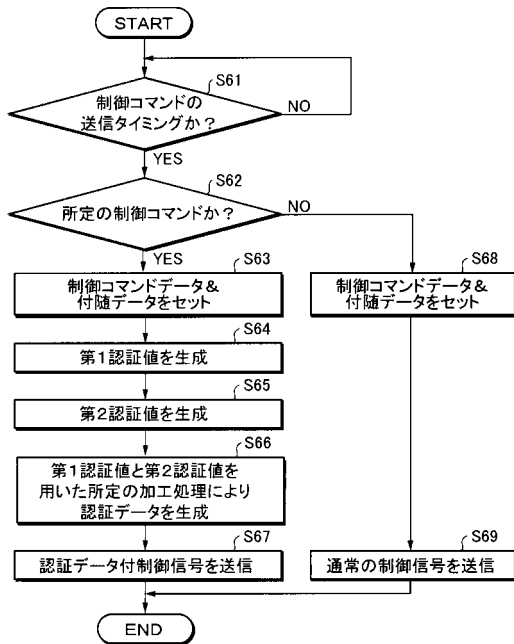 START
S61
制御コマンドの
送信タイミングか？
NO
YES
S62
所定の制御コマンドか？
NO
YES
S63
制御コマンドデータ&
付随データをセット
S68
制御コマンドデータ&
付随データをセット
S64
第1認証値を生成
S65
第2認証値を生成
S66
第1認証値と第2認証値を
用いた所定の加工処理により
認証データを生成
S67
認証データ付制御信号を送信
S69
通常の制御信号を送信
END